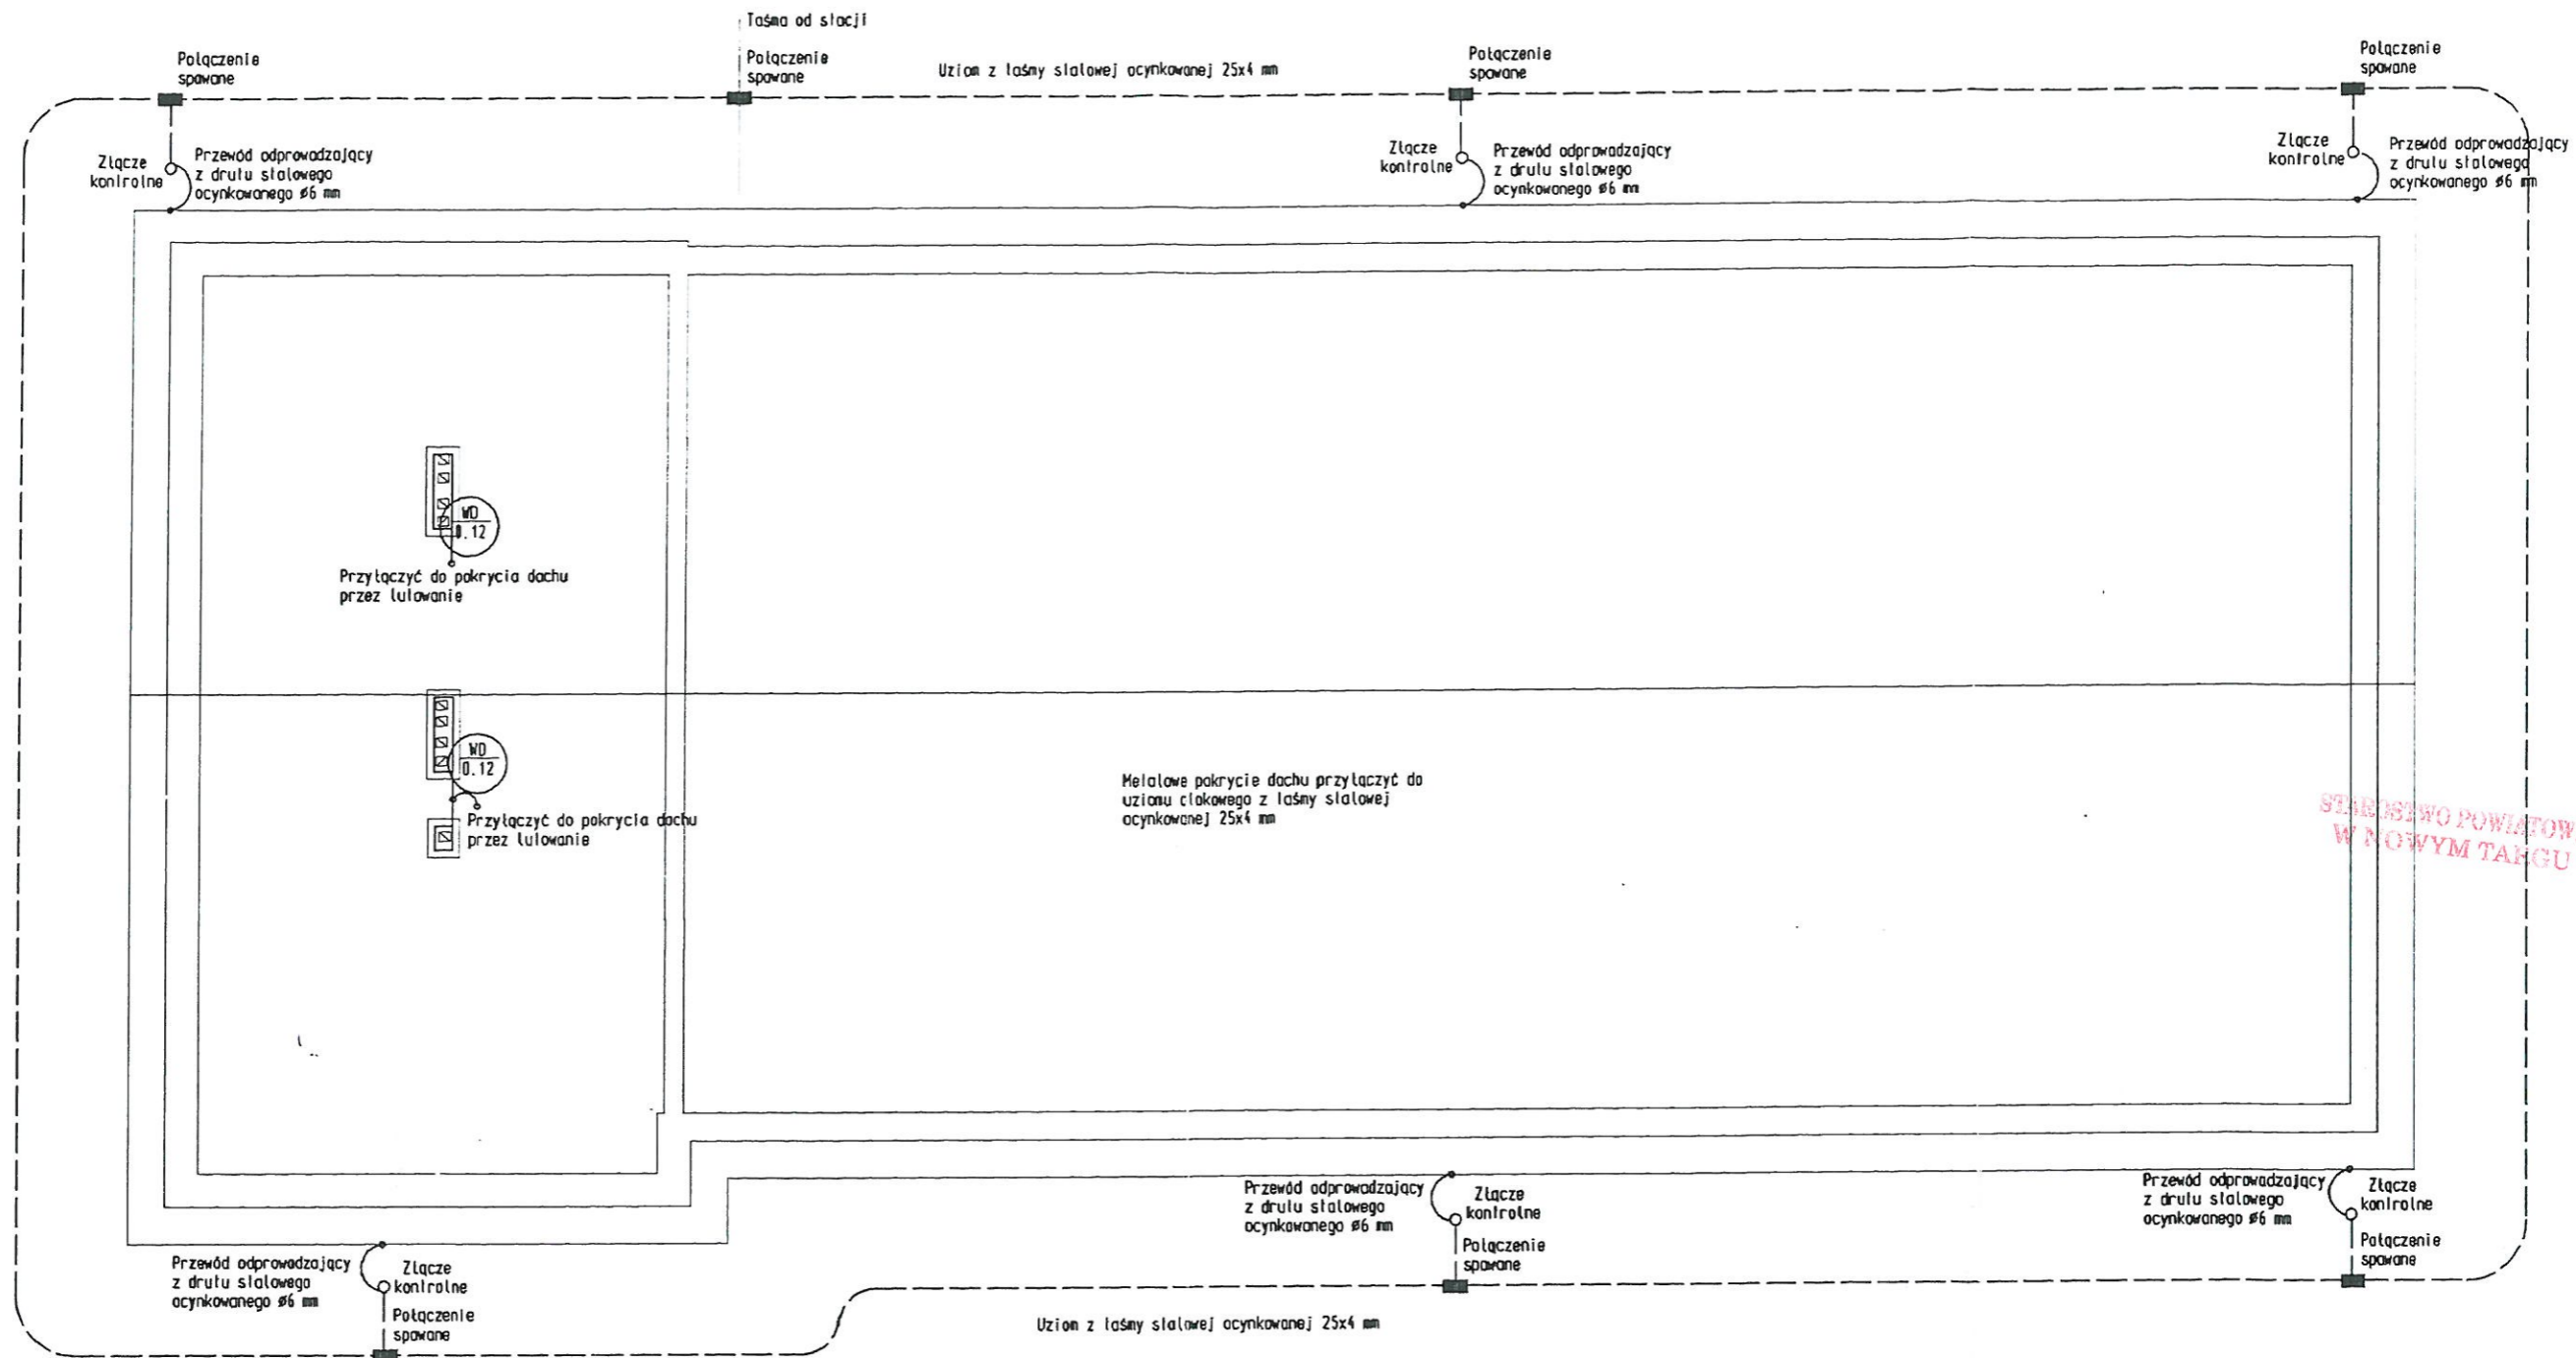 Taśma od stacji
Połączenie
spawane
Połączenie
spawane
Uziom z taśmy stalowej ocynkowanej 25x4 mm
Połączenie
spawane
Połączenie
spawane
Złącze
kontrolne
Przewód odprowadzający
z drutu stalowego
ocynkowanego ø6 mm
Złącze
kontrolne
Przewód odprowadzający
z drutu stalowego
ocynkowanego ø6 mm
Złącze
kontrolne
Przewód odprowadzający
z drutu stalowego
ocynkowanego ø6 mm
WD
0.12
Przyłączyć do pokrycia dachu
przez lutowanie
WD
0.12
Przyłączyć do pokrycia dachu
przez lutowanie
Metalowe pokrycie dachu przyłączyć do
uziomu otokowego z taśmy stalowej
ocynkowanej 25x4 mm
STAROSTWO POWIATOW
W NOWYM TARGU
Przewód odprowadzający
z drutu stalowego
ocynkowanego ø6 mm
Złącze
kontrolne
Połączenie
spawane
Przewód odprowadzający
z drutu stalowego
ocynkowanego ø6 mm
Złącze
kontrolne
Połączenie
spawane
Przewód odprowadzający
z drutu stalowego
ocynkowanego ø6 mm
Złącze
kontrolne
Połączenie
spawane
Uziom z taśmy stalowej ocynkowanej 25x4 mm